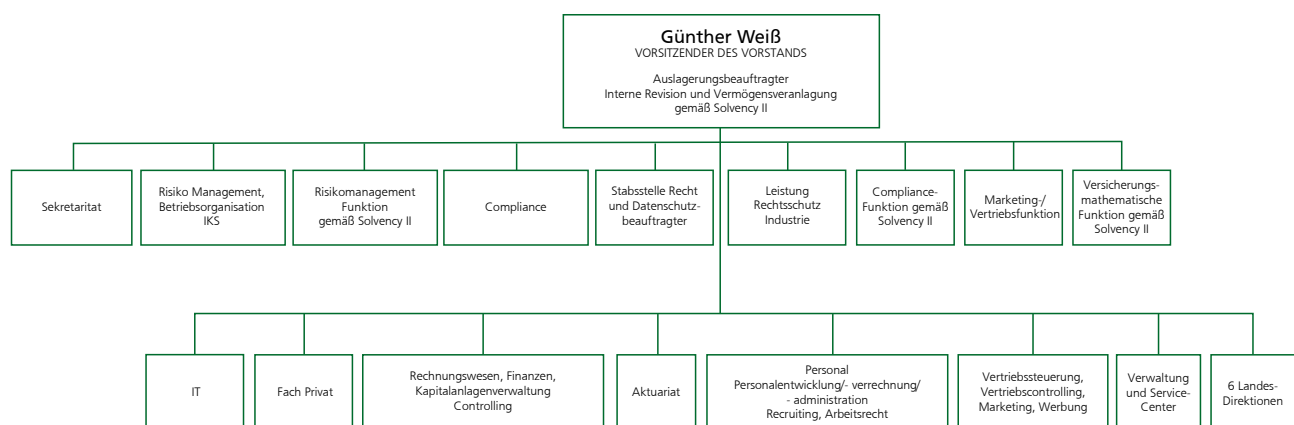 Günther Weiß
VORSITZENDER DES VORSTANDS
Auslagerungsbeauftragter
Interne Revision und Vermögensveranlagung
gemäß Solvency II
Sekretaritat
Risiko Management,
Betriebsorganisation
IKS
Risikomanagement
Funktion
gemäß Solvency II
Compliance
Stabsstelle Recht
und Datenschutz-
beauftragter
Leistung
Rechtsschutz
Industrie
Compliance-
Funktion gemäß
Solvency II
Marketing-/
Vertriebsfunktion
Versicherungs-
mathematische
Funktion gemäß
Solvency II
IT
Fach Privat
Rechnungswesen, Finanzen,
Kapitalanlagenverwaltung
Controlling
Aktuariat
Personal
Personalentwicklung/- verrechnung/
- administration
Recruiting, Arbeitsrecht
Vertriebssteuerung,
Vertriebscontrolling,
Marketing, Werbung
Verwaltung
und Service-
Center
6 Landes-
Direktionen